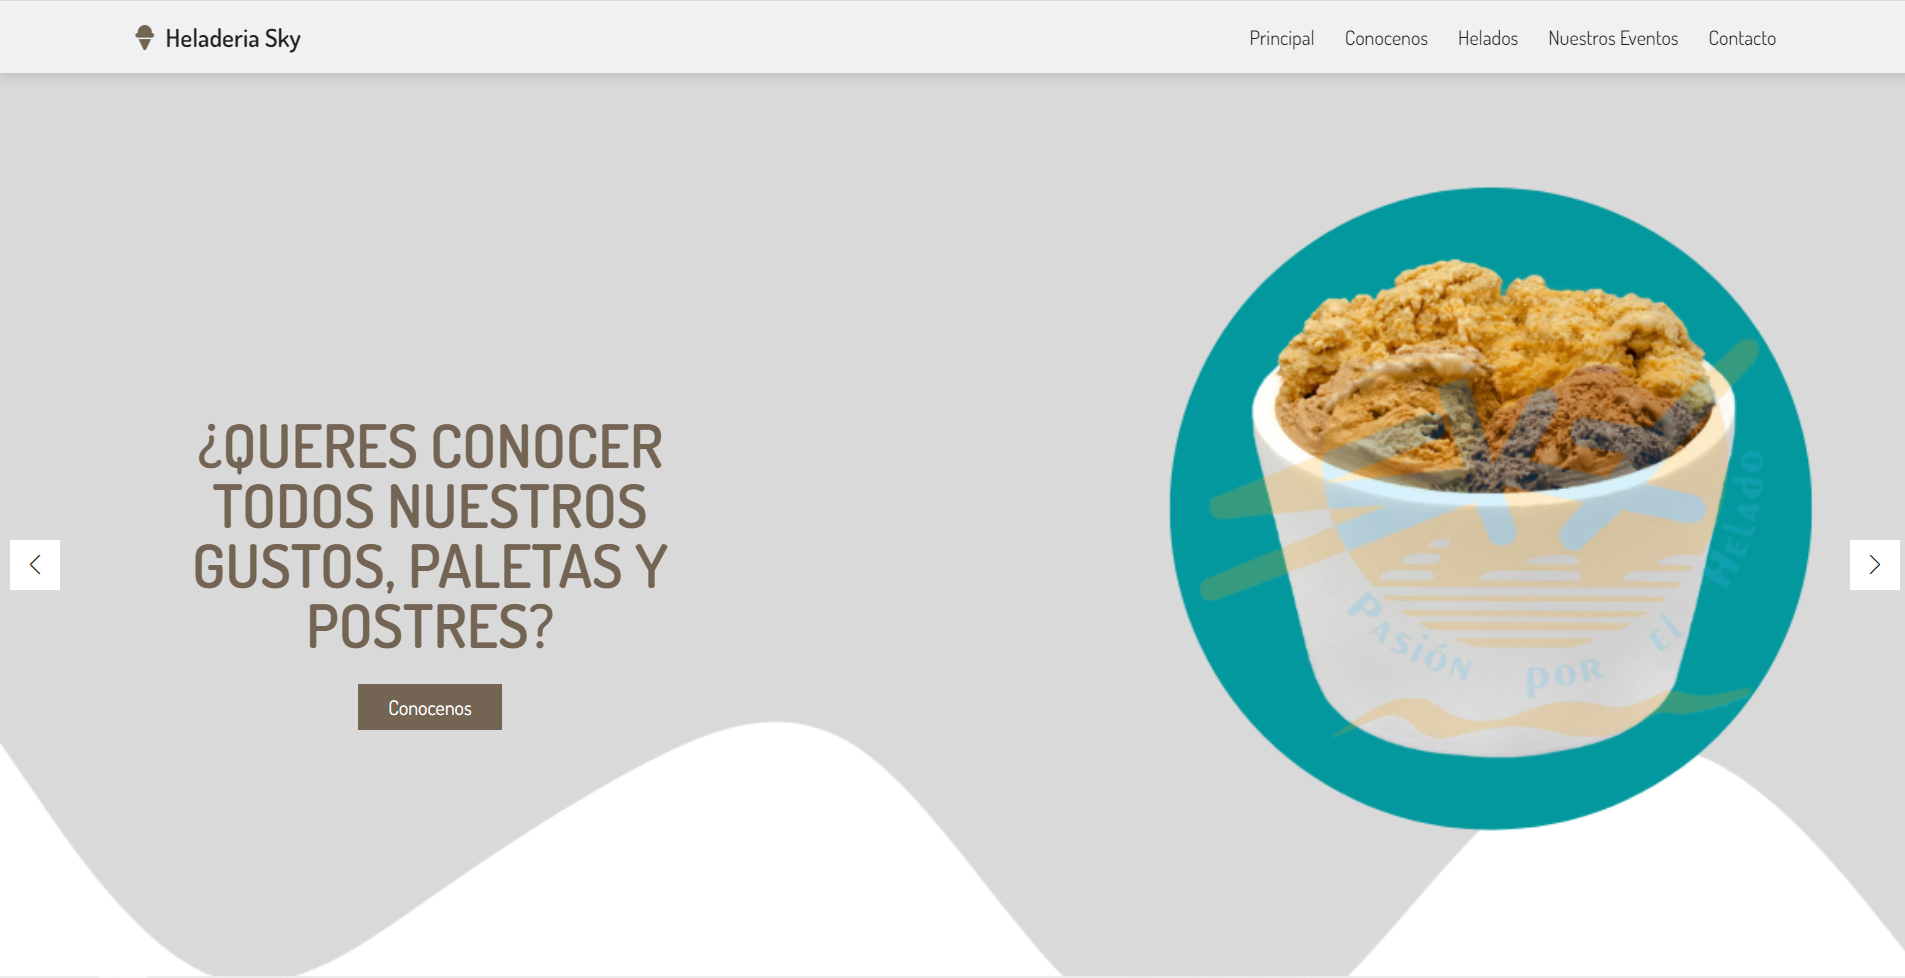 Heladeria Sky
Principal
Conocenos
Helados
Nuestros Eventos
Contacto
¿QUERES CONOCER
TODOS NUESTROS
GUSTOS, PALETAS Y
POSTRES?
Conocenos
Pasión por el Helado